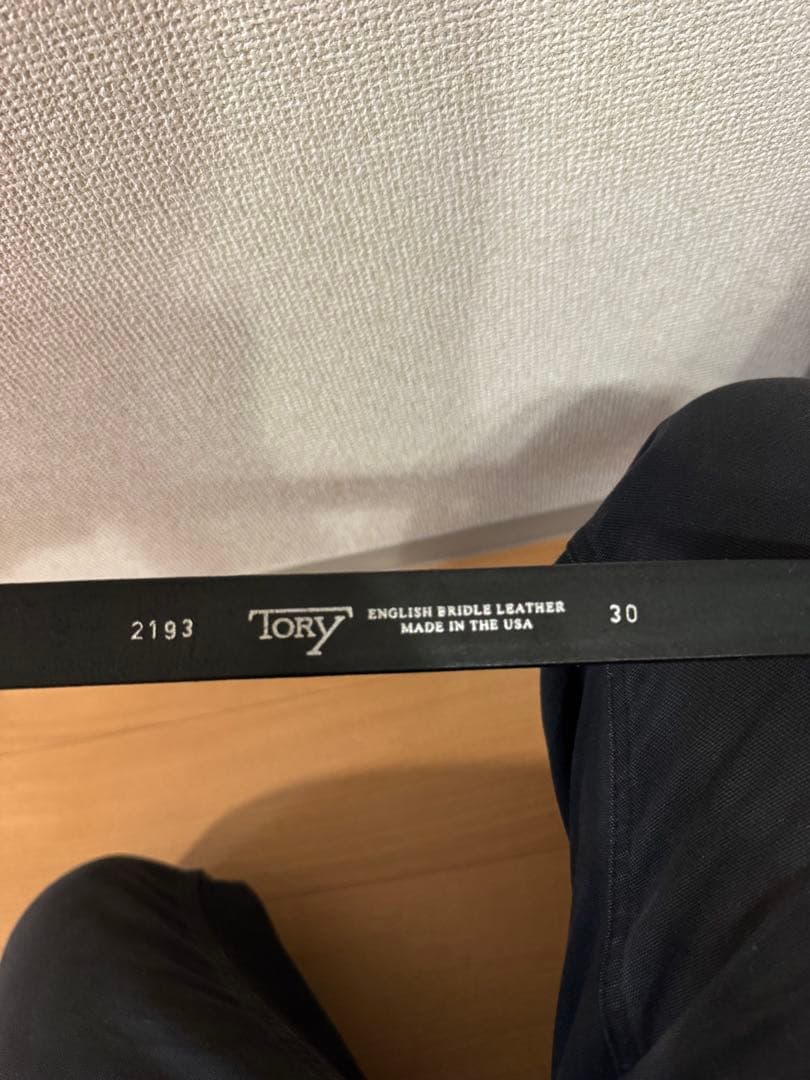 2193
TORY
ENGLISH BRIDLE LEATHER
MADE IN THE USA
30